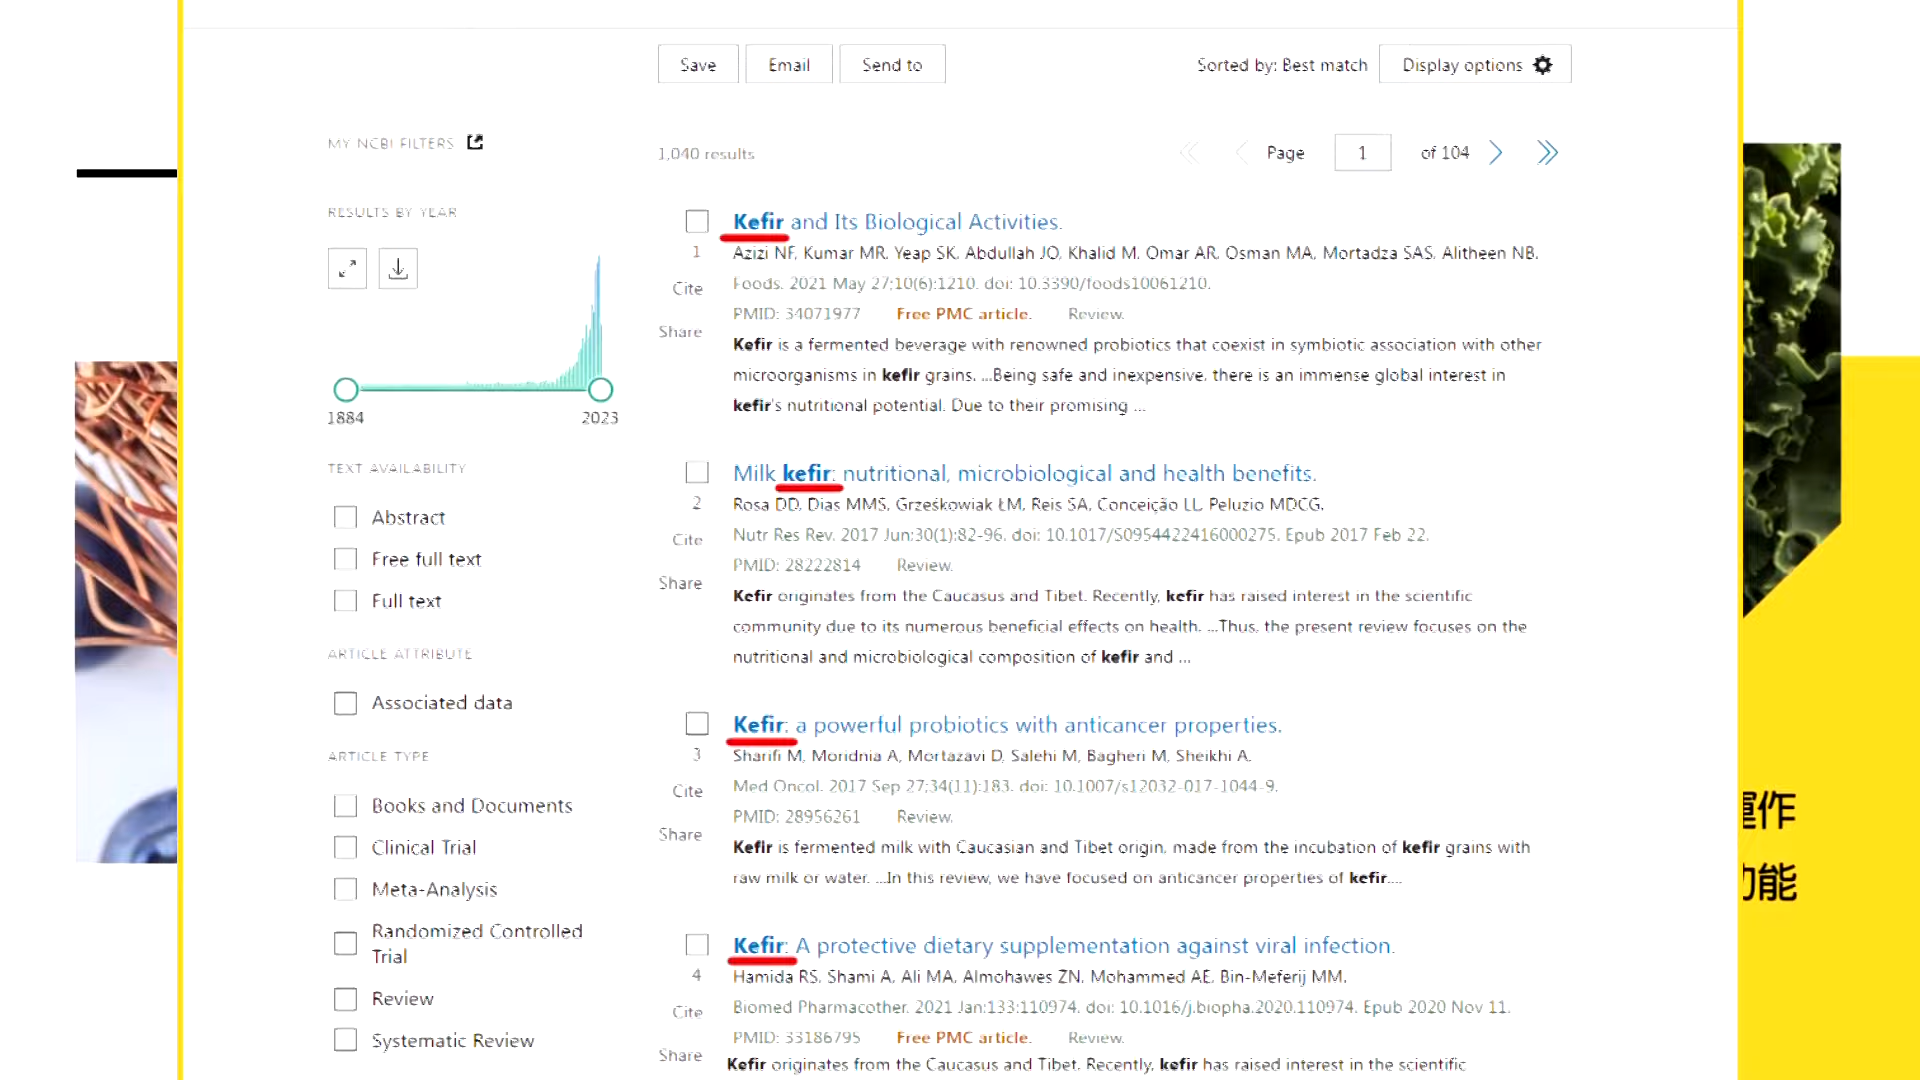 Save
Email
Send to
Sorted by: Best match
Display options
MY NCBI FILTERS
1,040 results
Page
1
of 104
RESULTS BY YEAR
1884
2023
TEXT AVAILABILITY
Abstract
Free full text
Full text
ARTICLE ATTRIBUTE
Associated data
ARTICLE TYPE
Books and Documents
Clinical Trial
Meta-Analysis
Randomized Controlled
Trial
Review
Systematic Review
Kefir and Its Biological Activities.
1
Azizi NF, Kumar MR, Yeap SK, Abdullah JO, Khalid M, Omar AR, Osman MA, Mortadza SAS, Alitheen NB.
Cite
Foods. 2021 May 27;10(6):1210. doi: 10.3390/foods10061210.
PMID: 34071977 Free PMC article. Review.
Share
Kefir is a fermented beverage with renowned probiotics that coexist in symbiotic association with other
microorganisms in kefir grains. ...Being safe and inexpensive, there is an immense global interest in
kefir's nutritional potential. Due to their promising ...
Milk kefir: nutritional, microbiological and health benefits.
2
Rosa DD, Dias MMS, Grześkowiak ŁM, Reis SA, Conceição LL, Peluzio MDCG.
Cite
Nutr Res Rev. 2017 Jun;30(1):82-96. doi: 10.1017/S0954422416000275. Epub 2017 Feb 22.
PMID: 28222814 Review.
Share
Kefir originates from the Caucasus and Tibet. Recently, kefir has raised interest in the scientific
community due to its numerous beneficial effects on health. ...Thus, the present review focuses on the
nutritional and microbiological composition of kefir and ...
Kefir: a powerful probiotics with anticancer properties.
3
Sharifi M, Moridnia A, Mortazavi D, Salehi M, Bagheri M, Sheikhi A.
Cite
Med Oncol. 2017 Sep 27;34(11):183. doi: 10.1007/s12032-017-1044-9.
PMID: 28956261 Review.
Share
Kefir is fermented milk with Caucasian and Tibet origin, made from the incubation of kefir grains with
raw milk or water. ...In this review, we have focused on anticancer properties of kefir....
Kefir: A protective dietary supplementation against viral infection.
4
Hamida RS, Shami A, Ali MA, Almohawes ZN, Mohammed AE, Bin-Meferij MM.
Cite
Biomed Pharmacother. 2021 Jan;133:110974. doi: 10.1016/j.biopha.2020.110974. Epub 2020 Nov 11.
PMID: 33186795 Free PMC article. Review.
Share
Kefir originates from the Caucasus and Tibet. Recently, kefir has raised interest in the scientific
運作
功能